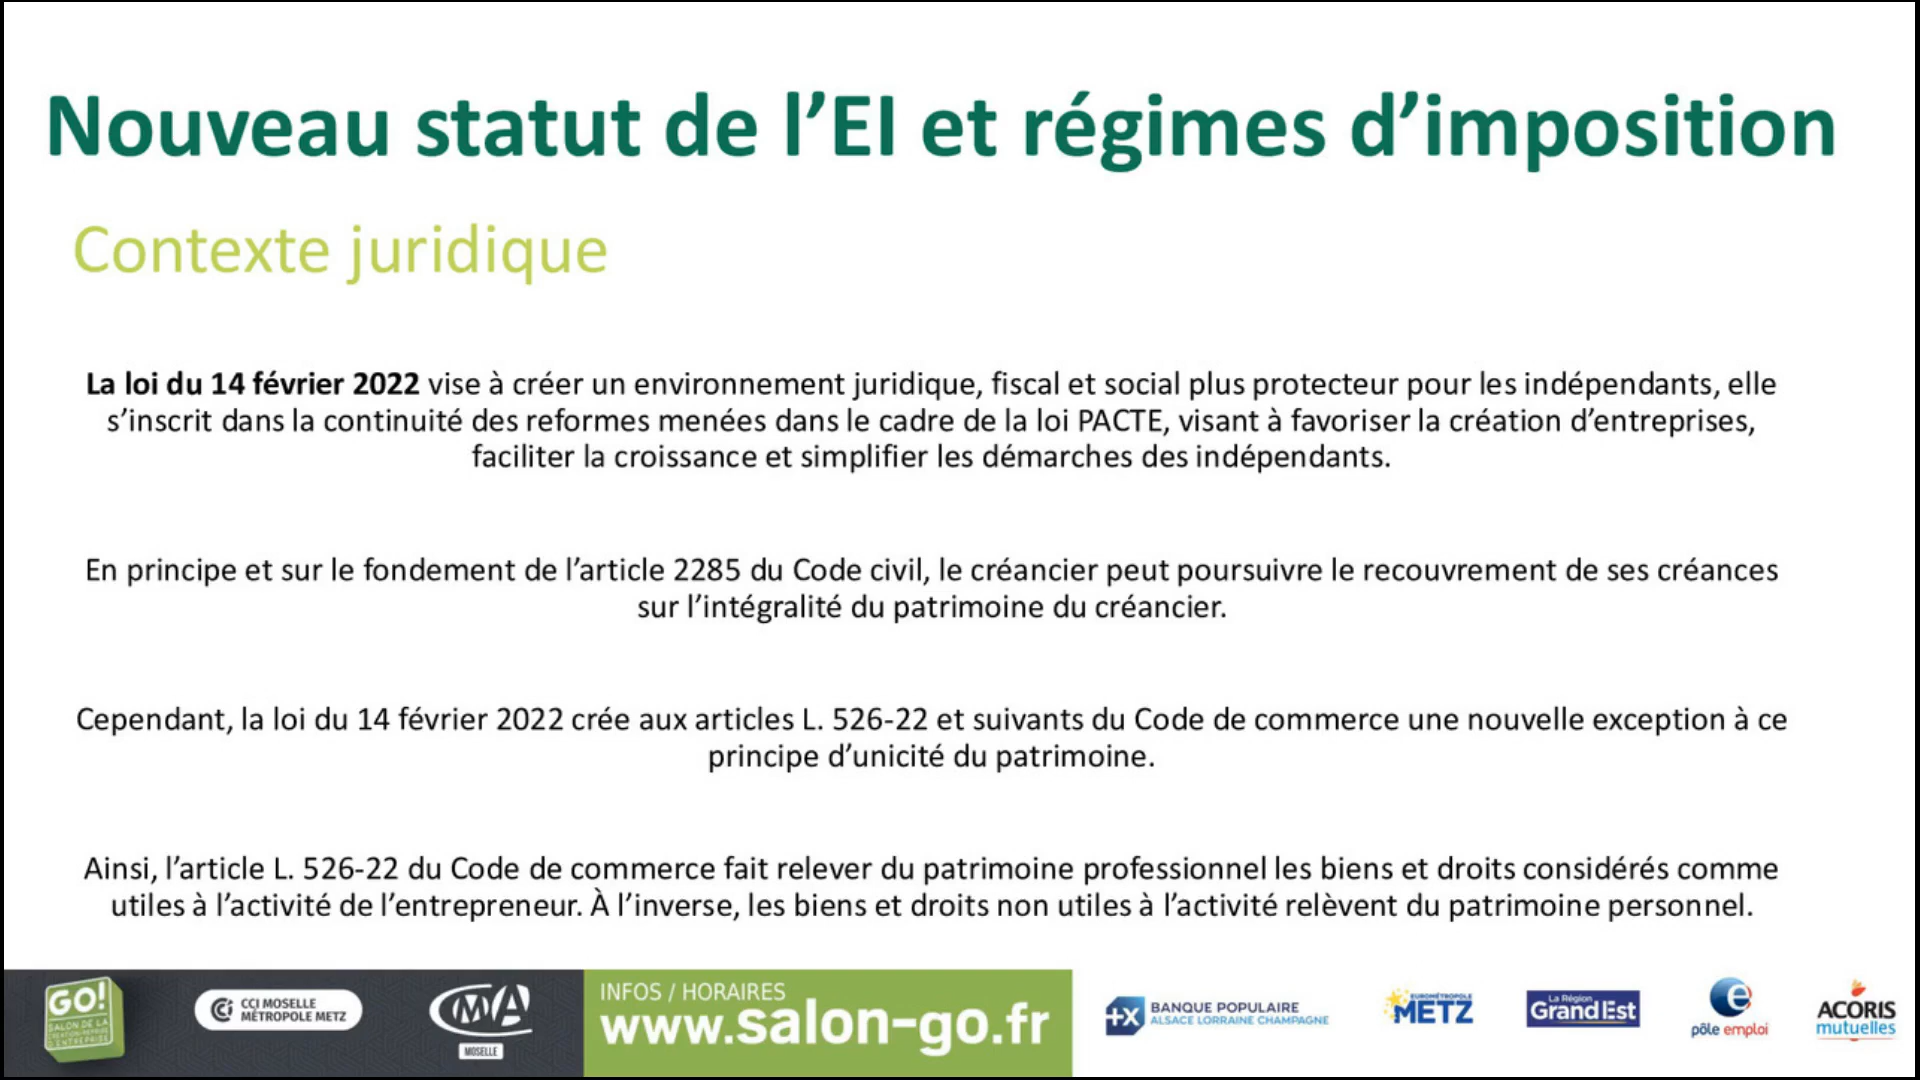 Nouveau statut de l’EI et régimes d’imposition
Contexte juridique
La loi du 14 février 2022 vise à créer un environnement juridique, fiscal et social plus protecteur pour les indépendants, elle
s’inscrit dans la continuité des reformes menées dans le cadre de la loi PACTE, visant à favoriser la création d’entreprises,
faciliter la croissance et simplifier les démarches des indépendants.
En principe et sur le fondement de l’article 2285 du Code civil, le créancier peut poursuivre le recouvrement de ses créances
sur l’intégralité du patrimoine du créancier.
Cependant, la loi du 14 février 2022 crée aux articles L. 526-22 et suivants du Code de commerce une nouvelle exception à ce
principe d’unicité du patrimoine.
Ainsi, l’article L. 526-22 du Code de commerce fait relever du patrimoine professionnel les biens et droits considérés comme
utiles à l’activité de l’entrepreneur. À l’inverse, les biens et droits non utiles à l’activité relèvent du patrimoine personnel.
GO!
SALON DE LA
CRÉATION-REPRISE
D'ENTREPRISE
CCI MOSELLE
MÉTROPOLE METZ
CMA
MOSELLE
INFOS / HORAIRES
www.salon-go.fr
BANQUE POPULAIRE
ALSACE LORRAINE CHAMPAGNE
EUROMÉTROPOLE
METZ
La Région
Grand Est
pôle emploi
ACORIS
mutuelles